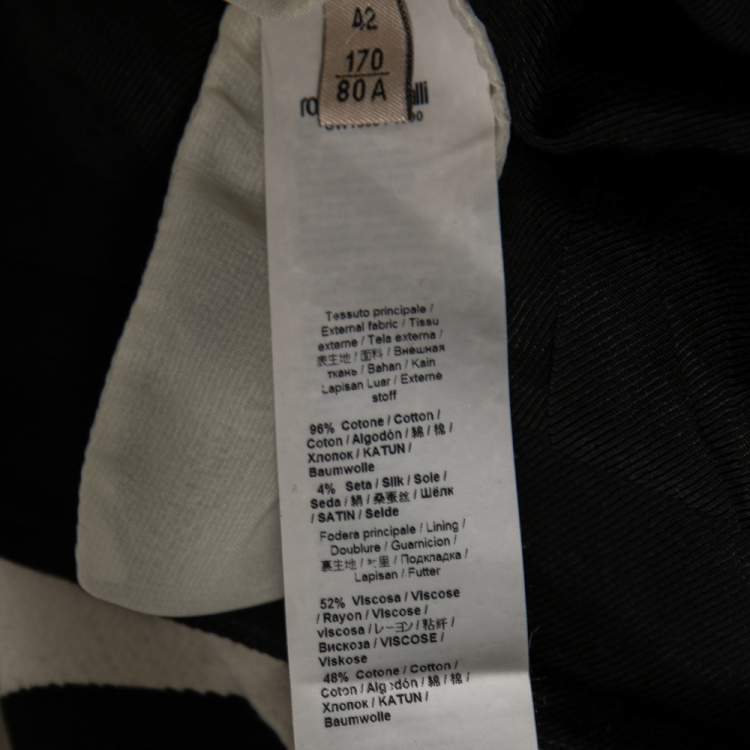 42
170
80 A
Tessuto principale /
External fabric / Tissu
externe / Tela externa /
表生地 / 面料 / Внешная
ткань / Bahan / Kain
Lapisan Luar / Externe
stoff
96% Cotone / Cotton /
Coton / Algodón / 綿 / 棉 /
Хлопок / KATUN /
Baumwolle
4% Seta / Silk / Soie /
Seda / 絹 / 桑蚕丝 / Шёлк
/ SATIN / Seide
Fodera principale / Lining /
Doublure / Guarnicion /
裏主地 / 里 / Подкладка /
Lapisan / Futter
52% Viscosa / Viscose
/ Rayon / Viscose /
viscosa / レーヨン / 粘纤 /
Вискоза / VISCOSE /
Viskose
48% Cotone / Cotton /
Coton / Algodón / 綿 / 棉 /
Хлопок / KATUN /
Baumwolle